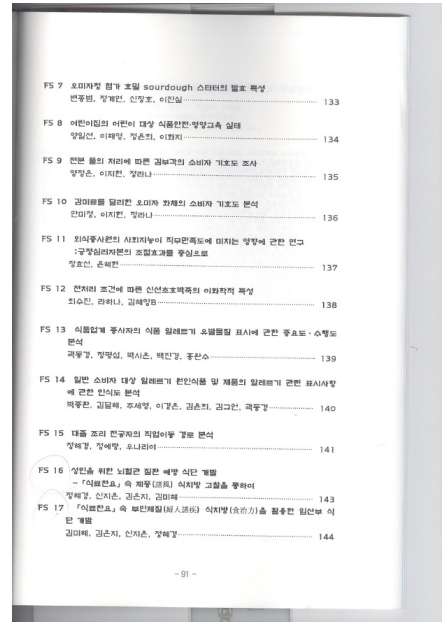 FS 7 오미자청 첨가 호밀 sourdough 스타터의 발효 특성
변종범, 정계언, 신장호, 이진실 133
FS 8 어린이집의 어린이 대상 식품안전·영양교육 실태
양일선, 이해영, 정윤희, 이화지 134
FS 9 전분 풀의 처리에 따른 김부각의 소비자 기호도 조사
양정은, 이지현, 정라나 135
FS 10 감미료를 달리한 오미자 화채의 소비자 기호도 분석
안미정, 이지현, 정라나 136
FS 11 외식종사원의 사회지능이 직무만족도에 미치는 영향에 관한 연구
:긍정심리자본의 조절효과를 중심으로
정효선, 윤혜현 137
FS 12 전처리 조건에 따른 신선초호박죽의 이화학적 특성
최수진, 라하나, 김혜영B 138
FS 13 식품업계 종사자의 식품 알레르기 유발물질 표시에 관한 중요도·수행도
분석
곽동경, 정명섭, 박시은, 백진경, 홍완수 139
FS 14 일반 소비자 대상 알레르기 원인식품 및 제품의 알레르기 관련 표시사항
에 관한 인식도 분석
박종환, 김달해, 주세영, 이경은, 김윤희, 김규언, 곽동경 140
FS 15 대졸 조리 전공자의 직업이동 경로 분석
정혜경, 정애랑, 우나리야 141
FS 16 성인을 위한 뇌혈관 질환 예방 식단 개발
–「식료찬요」속 제풍(諸風) 식치방 고찰을 통하여
정혜경, 신지은, 김은지, 김미혜 143
FS 17 「식료찬요」속 부인제질(婦人諸疾) 식치방(食治方)을 활용한 임산부 식
단 개발
김미혜, 김은지, 신지은, 정혜경 144
– 91 –